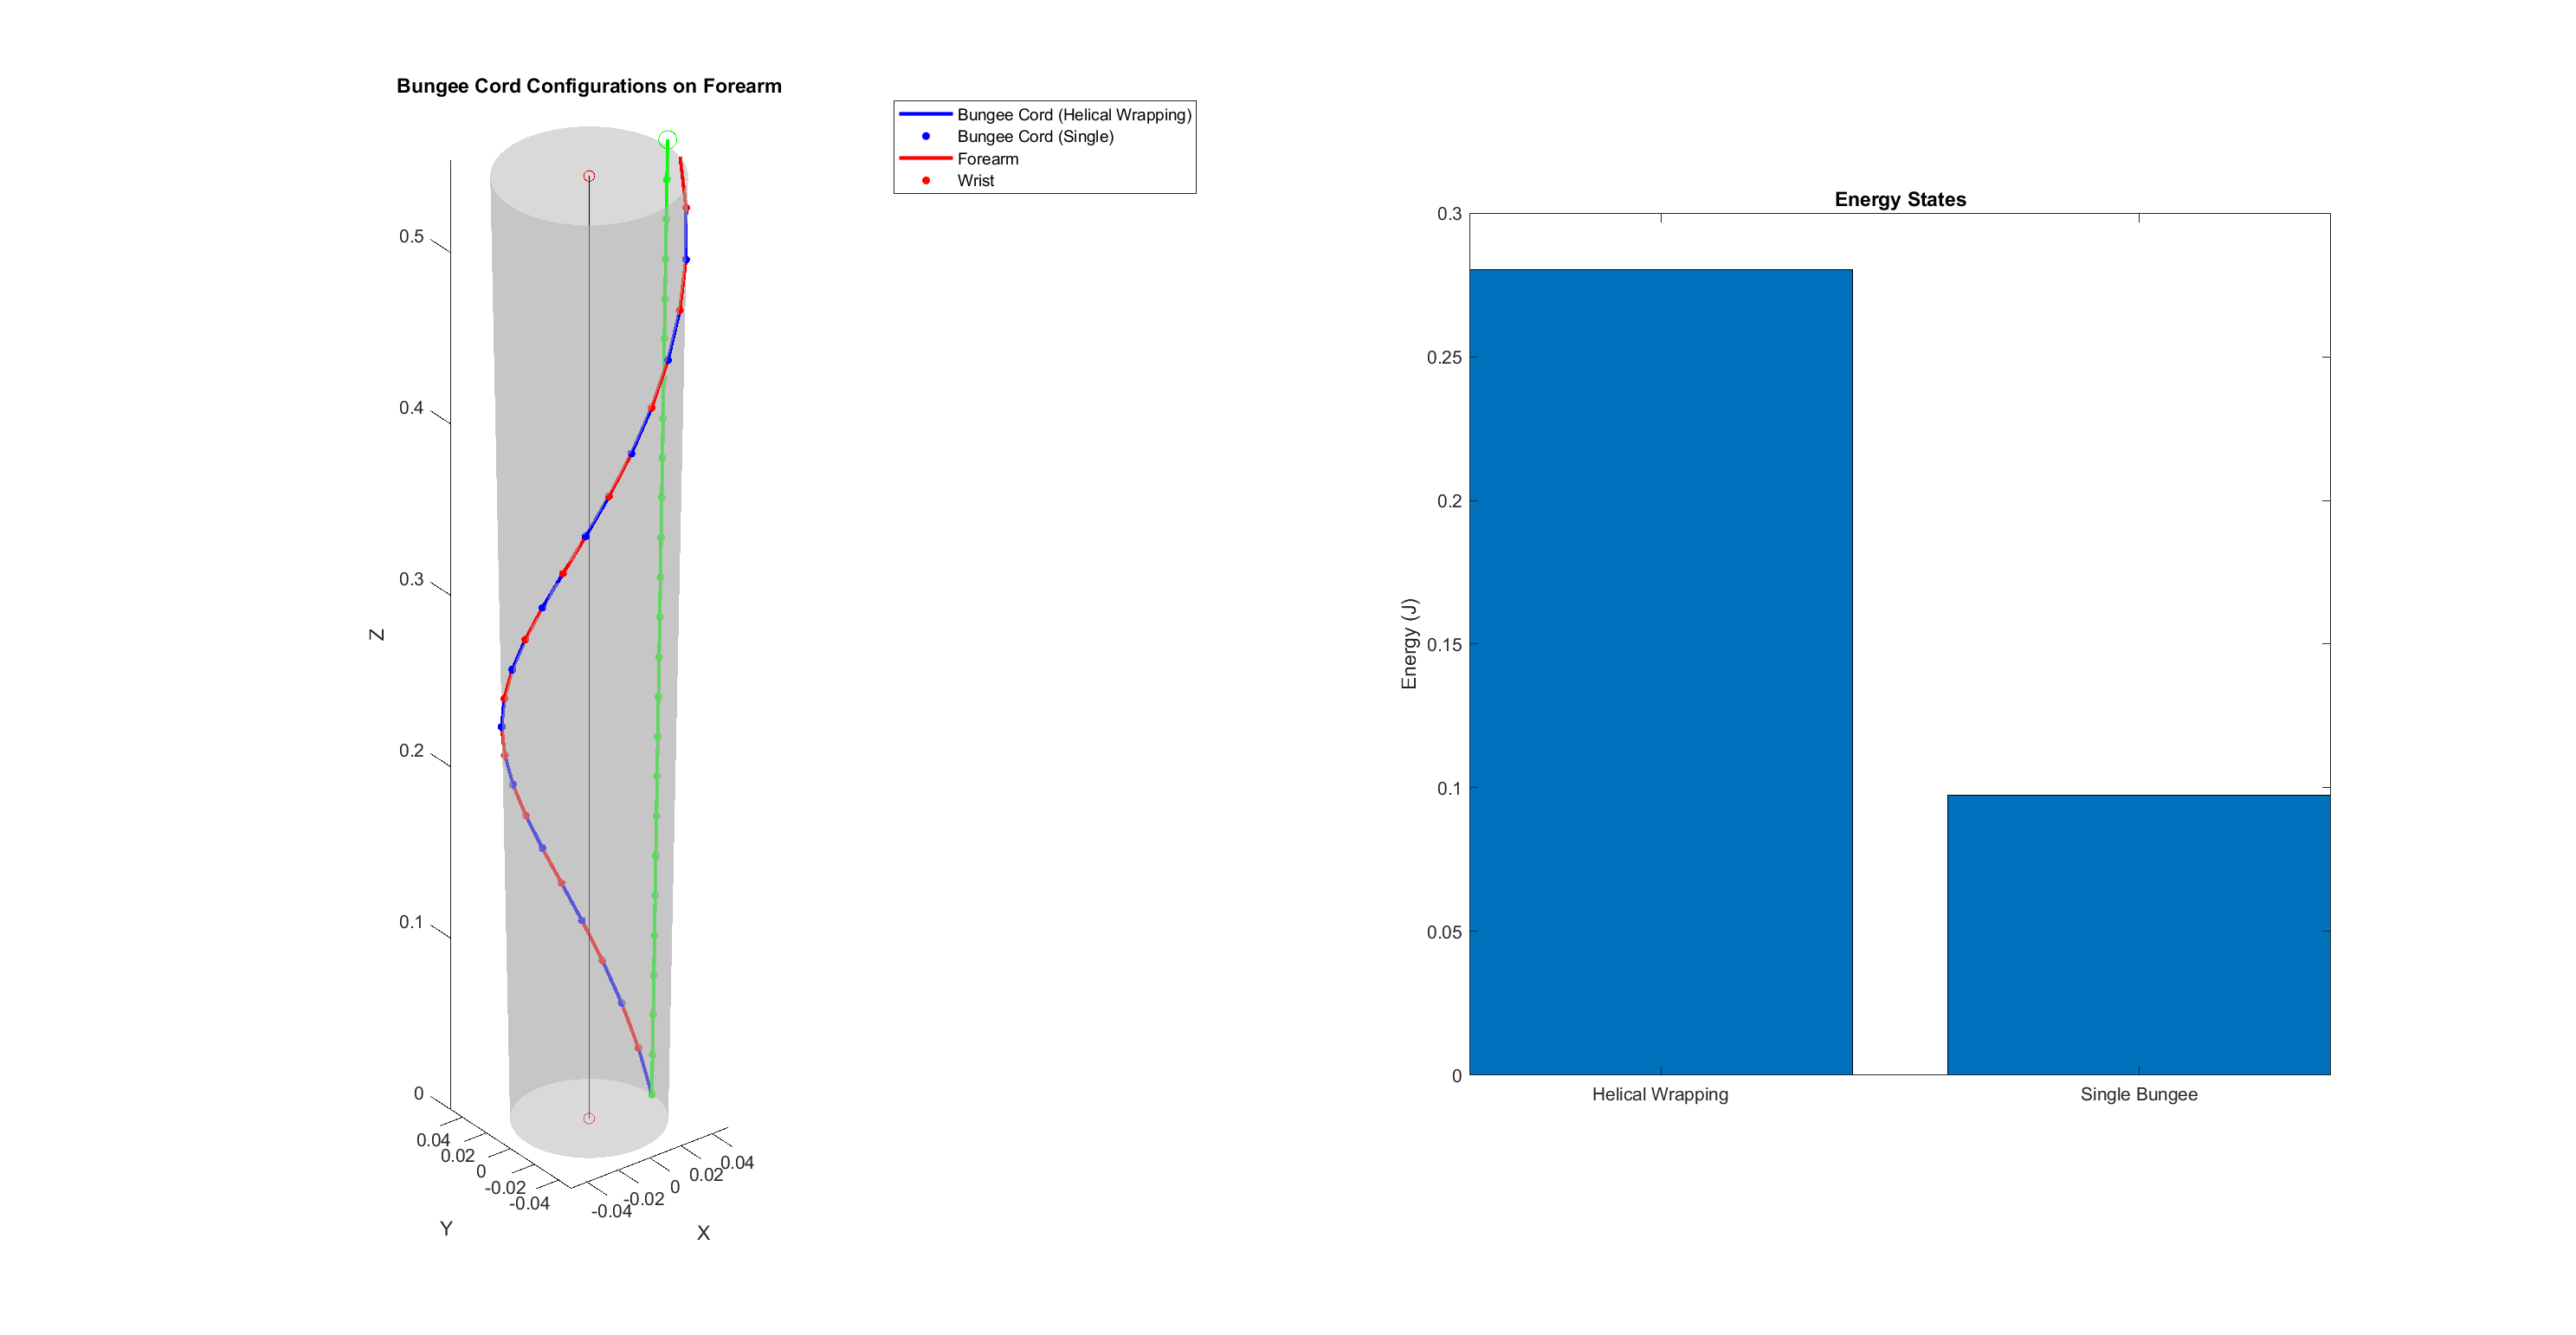 Bungee Cord Configurations on Forearm
Bungee Cord (Helical Wrapping)
Bungee Cord (Single)
Forearm
Wrist
0.5
0.4
0.3
Z
0.2
0.1
0
0.04
0.02
0
-0.02
-0.04
Y
-0.04
-0.02
0
0.02
0.04
X
Energy States
0.3
0.25
0.2
0.15
Energy (J)
0.1
0.05
0
Helical Wrapping
Single Bungee